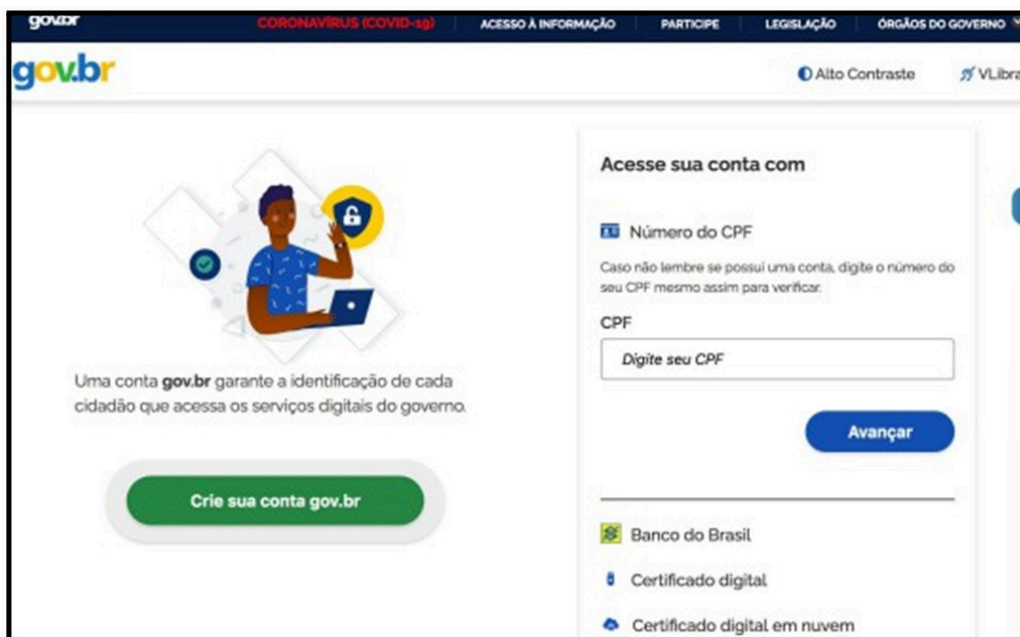 gov.br
CORONAVÍRUS (COVID-19)
ACESSO À INFORMAÇÃO
PARTICIPE
LEGISLAÇÃO
ÓRGÃOS DO GOVERNO
gov.br
Alto Contraste
VLibra
Uma conta gov.br garante a identificação de cada
cidadão que acessa os serviços digitais do governo.
Crie sua conta gov.br
Acesse sua conta com
Número do CPF
Caso não lembre se possui uma conta, digite o número do
seu CPF mesmo assim para verificar.
CPF
Digite seu CPF
Avançar
Banco do Brasil
Certificado digital
Certificado digital em nuvem